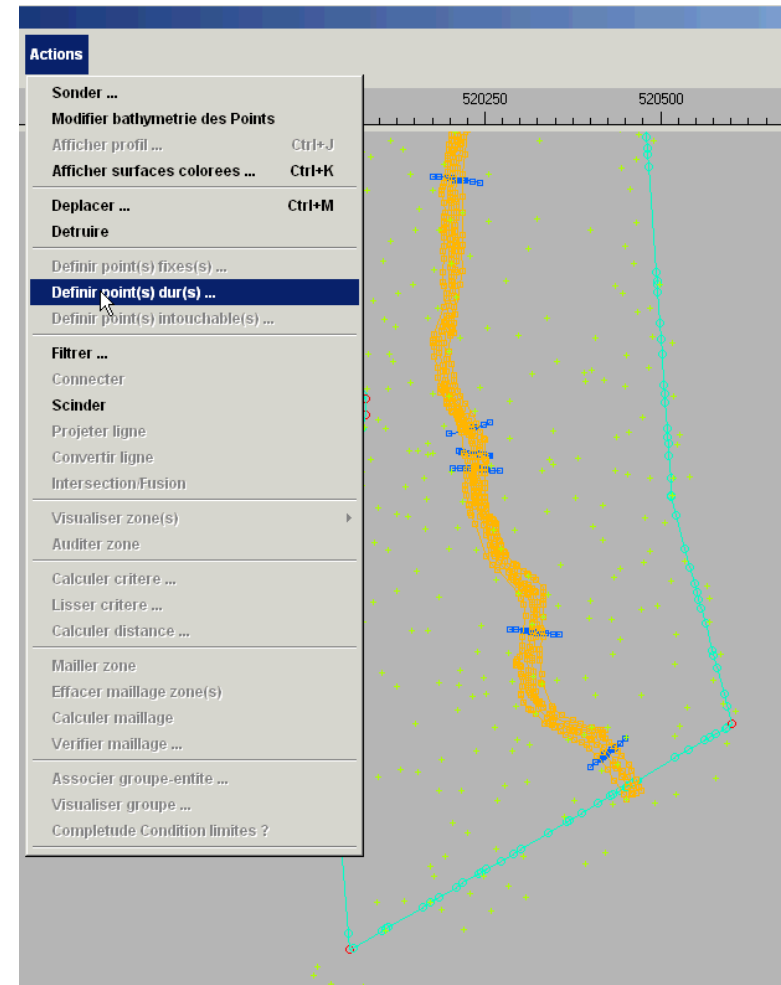 Actions
520250 520500
Sonder ...
Modifier bathymetrie des Points
Afficher profil ... Ctrl+J
Afficher surfaces colorees ... Ctrl+K
Deplacer ... Ctrl+M
Detruire
Definir point(s) fixes(s) ...
Definir point(s) dur(s) ...
Definir point(s) intouchable(s) ...
Filtrer ...
Connecter
Scinder
Projeter ligne
Convertir ligne
Intersection/Fusion
Visualiser zone(s)
Auditer zone
Calculer critere ...
Lisser critere ...
Calculer distance ...
Mailler zone
Effacer maillage zone(s)
Calculer maillage
Verifier maillage ...
Associer groupe-entite ...
Visualiser groupe ...
Completude Condition limites ?